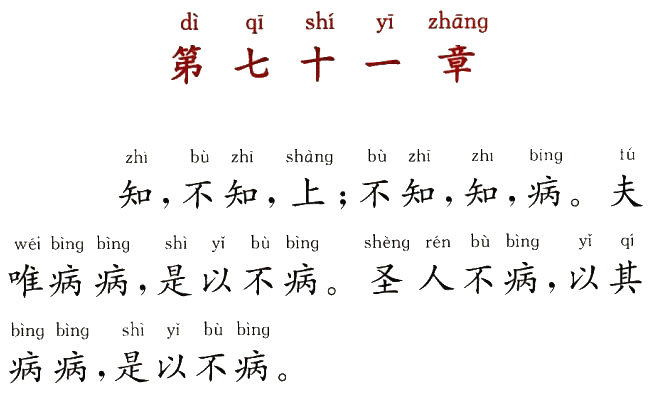 dì qī shí yī zhāng
第七十一章
zhī bù zhī shàng bù zhī zhī bìng fú
知，不知，上；不知，知，病。夫
wéi bìng bìng shì yǐ bù bìng shèng rén bù bìng yǐ qí
唯病病，是以不病。圣人不病，以其
bìng bìng shì yǐ bù bìng
病病，是以不病。